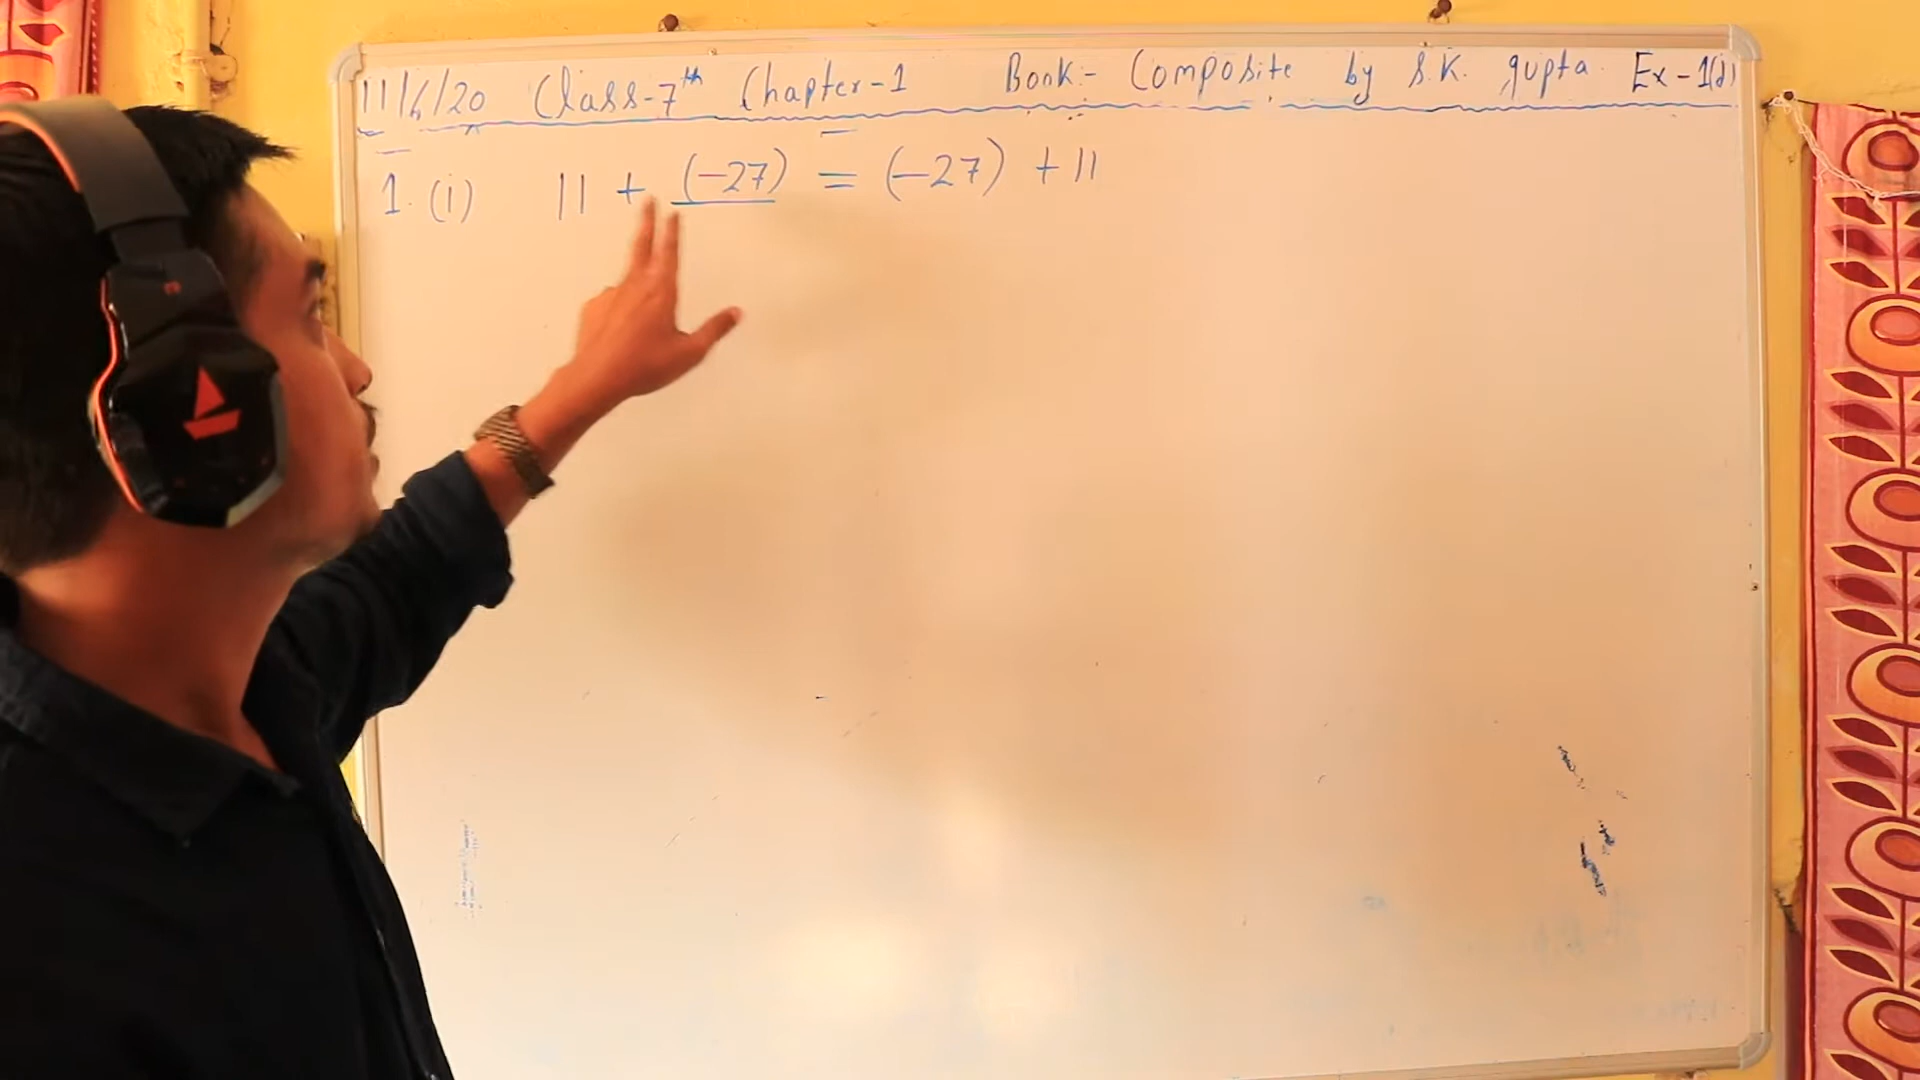 11/6/20 Class-7th Chapter-1 Book:- Composite by S.K. gupta Ex-1(d)
1. (i) 11 + (-27) = (-27) + 11